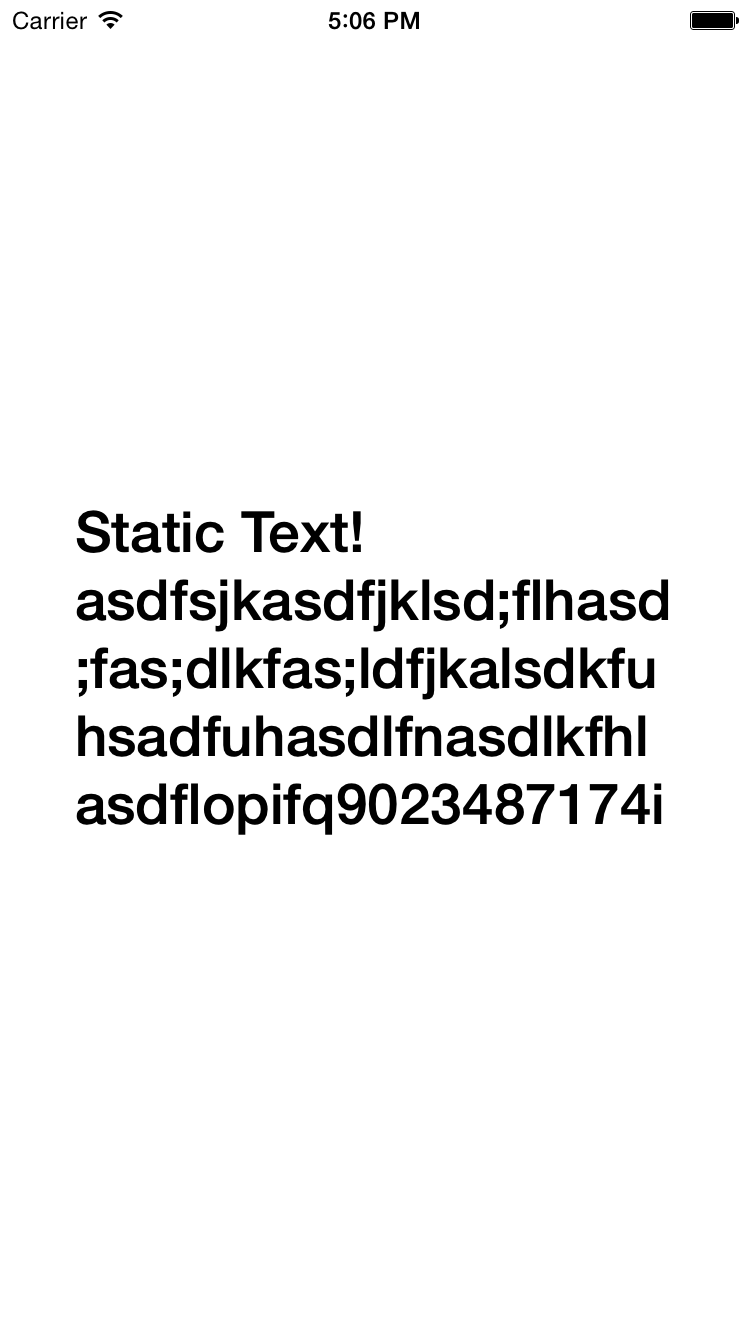 Carrier 5:06 PM
Static Text!
asdfsjkasdfjklsd;flhasd
;fas;dlkfas;ldfjkalsdkfu
hsadfuhasdlfnasdlkfhl
asdflopifq9023487174i